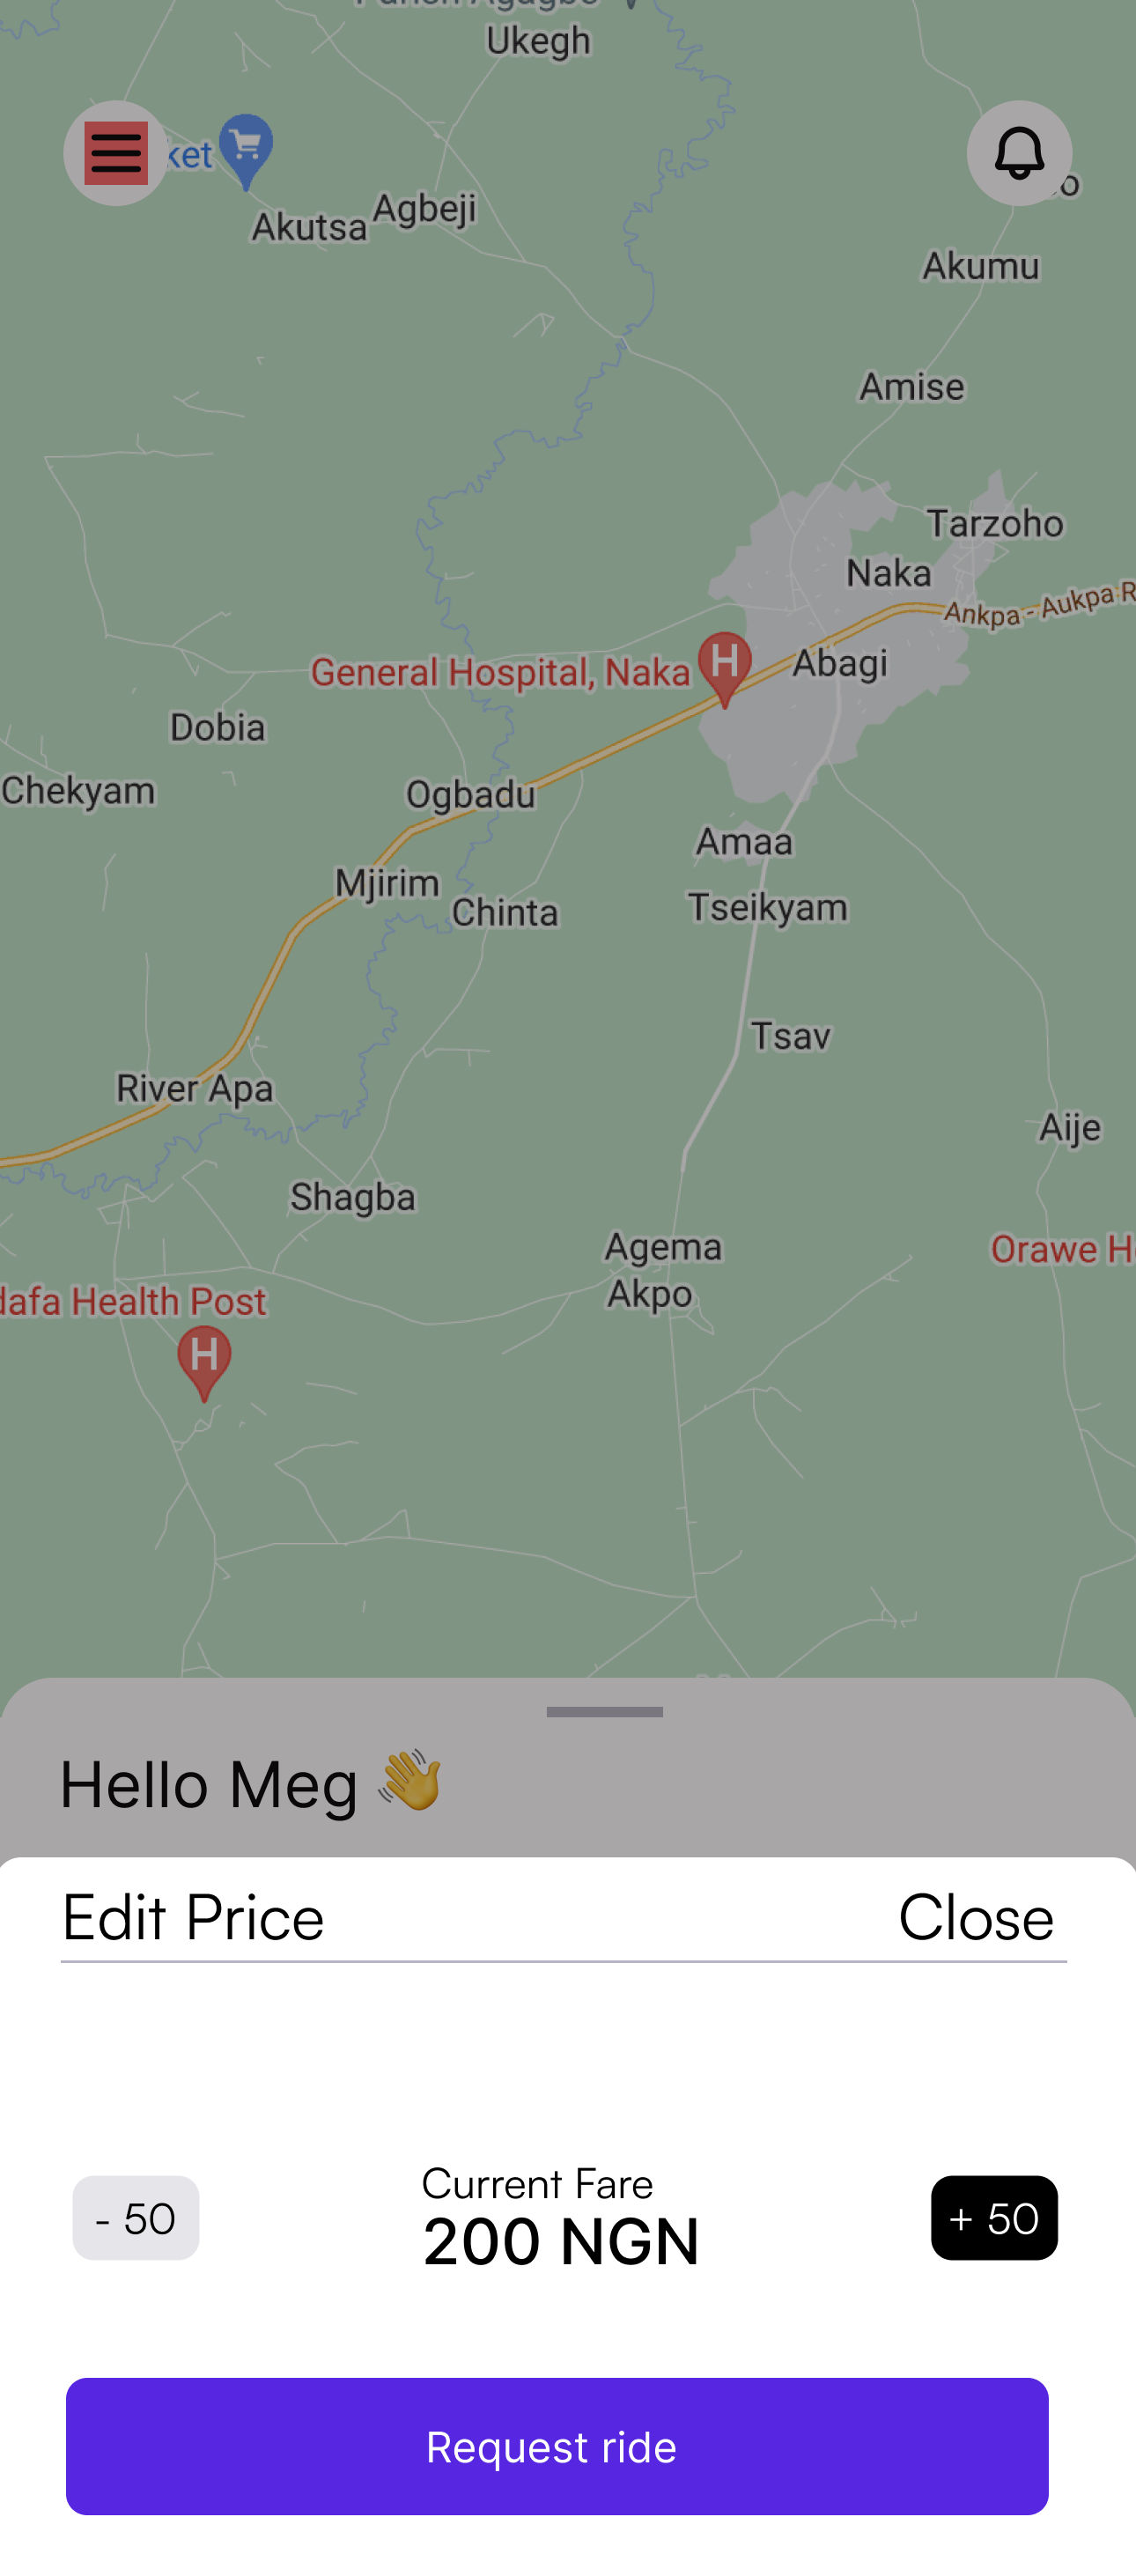 Ukegh
ket
Akutsa
Agbeji
Akumu
Amise
Tarzoho
Naka
Ankpa - Aukpa R
General Hospital, Naka
H
Abagi
Dobia
Chekyam
Ogbadu
Amaa
Mjirim
Chinta
Tseikyam
Tsav
River Apa
Aije
Shagba
Agema
Akpo
Orawe H
dafa Health Post
H
Hello Meg 👋
Edit Price
Close
- 50
Current Fare
200 NGN
+ 50
Request ride